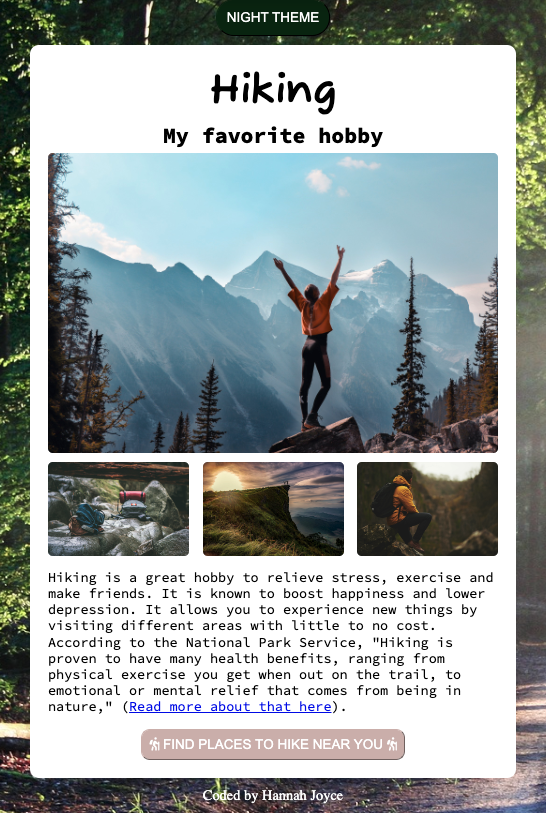 NIGHT THEME
Hiking
My favorite hobby
Hiking is a great hobby to relieve stress, exercise and
make friends. It is known to boost happiness and lower
depression. It allows you to experience new things by
visiting different areas with little to no cost.
According to the National Park Service, "Hiking is
proven to have many health benefits, ranging from
physical exercise you get when out on the trail, to
emotional or mental relief that comes from being in
nature," (Read more about that here).
FIND PLACES TO HIKE NEAR YOU
Coded by Hannah Joyce